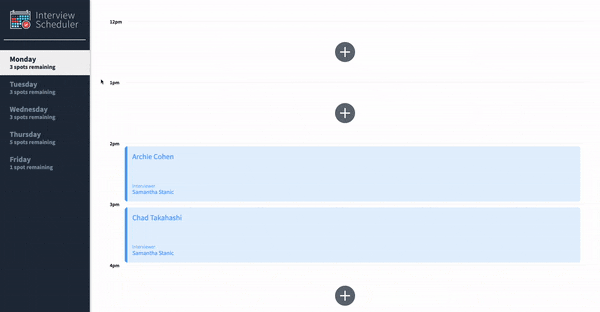 Interview
Scheduler
Monday
3 spots remaining
Tuesday
3 spots remaining
Wednesday
3 spots remaining
Thursday
5 spots remaining
Friday
1 spot remaining
12pm
1pm
2pm
Archie Cohen
Interviewer
Samantha Stanic
3pm
Chad Takahashi
Interviewer
Samantha Stanic
4pm